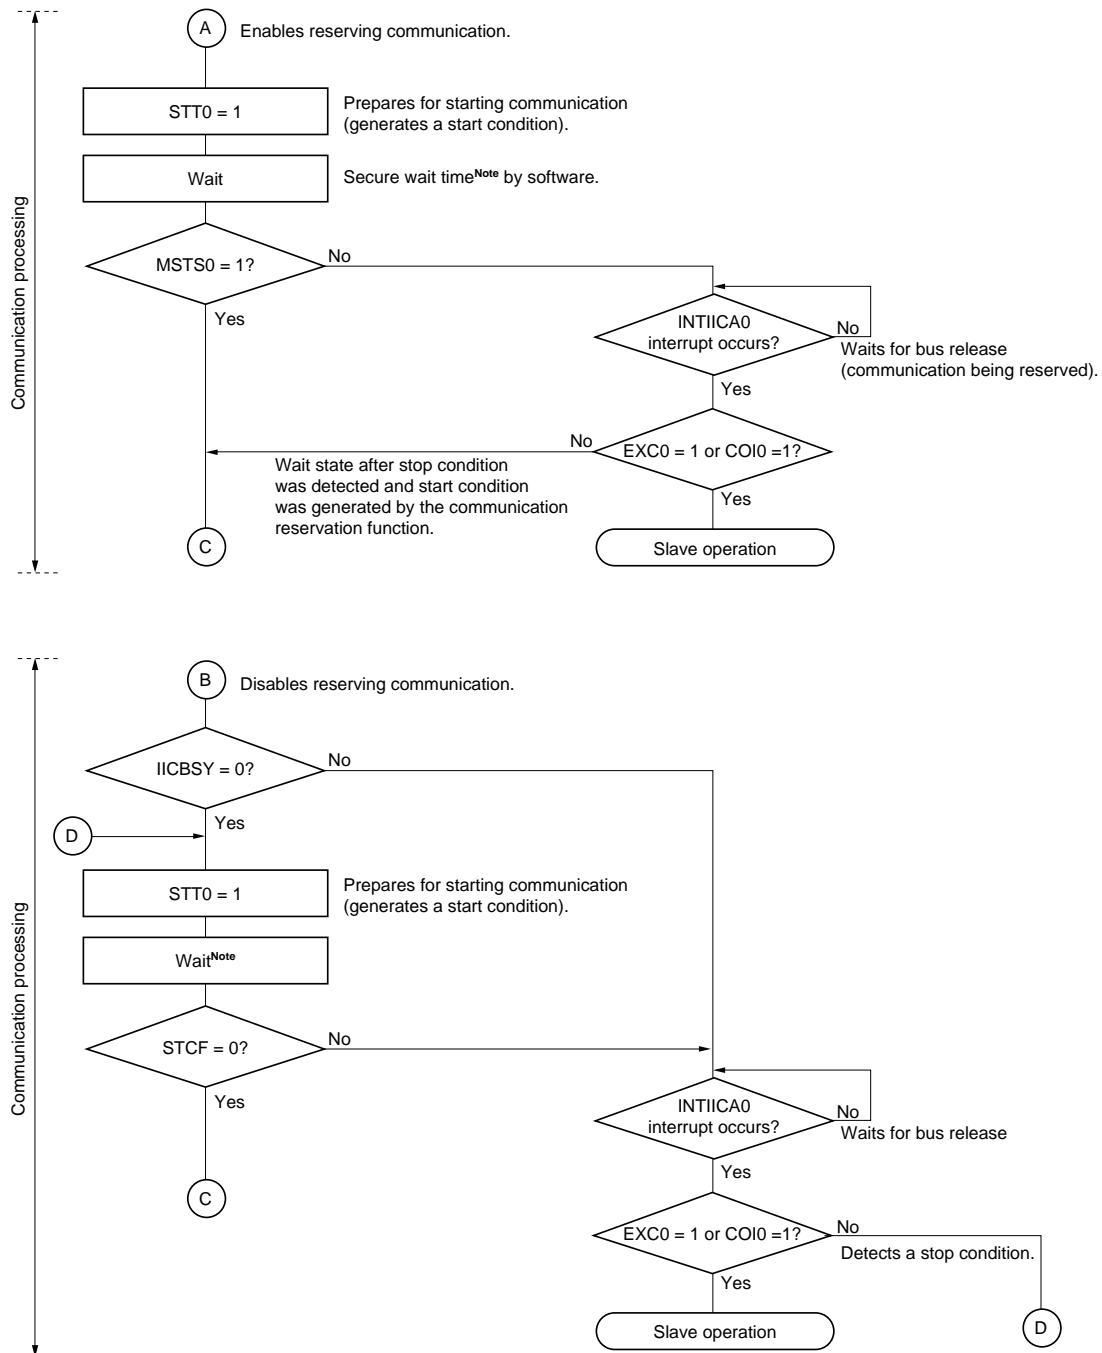 A
Enables reserving communication.
STT0 = 1
Prepares for starting communication
(generates a start condition).
Wait
Secure wait timeNote by software.
MSTS0 = 1?
No
Yes
INTIICA0
interrupt occurs?
No
Waits for bus release
(communication being reserved).
Yes
EXC0 = 1 or COI0 =1?
No
Wait state after stop condition
was detected and start condition
was generated by the communication
reservation function.
Yes
C
Slave operation
Communication processing
B
Disables reserving communication.
IICBSY = 0?
No
Yes
D
STT0 = 1
Prepares for starting communication
(generates a start condition).
WaitNote
STCF = 0?
No
Yes
INTIICA0
interrupt occurs?
No
Waits for bus release
Yes
C
EXC0 = 1 or COI0 =1?
No
Detects a stop condition.
Yes
Slave operation
D
Communication processing